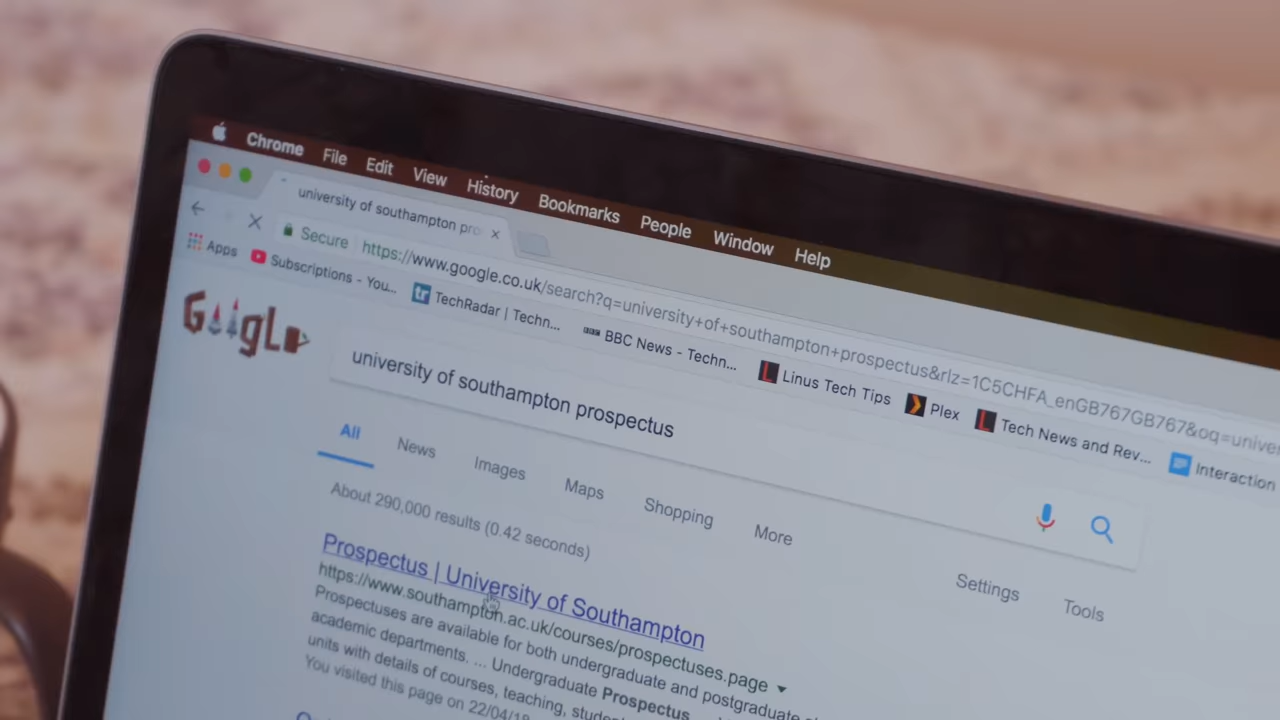 Chrome File Edit View History Bookmarks People Window Help
university of southampton pro
Secure https://www.google.co.uk/search?q=university+of+southampton+prospectus&rlz=1C5CHFA_enGB767GB767&oq=univer
Apps Subscriptions - You... TechRadar | Techn... BBC News - Techn... Linus Tech Tips Plex Tech News and Rev... Interaction
Google
university of southampton prospectus
All News Images Maps Shopping More Settings Tools
About 290,000 results (0.42 seconds)
Prospectus | University of Southampton
https://www.southampton.ac.uk/courses/prospectuses.page
Prospectuses are available for both undergraduate and postgraduate
academic departments. ... Undergraduate Prospectus
units with details of courses, teaching,
You visited this page on 22/04/18